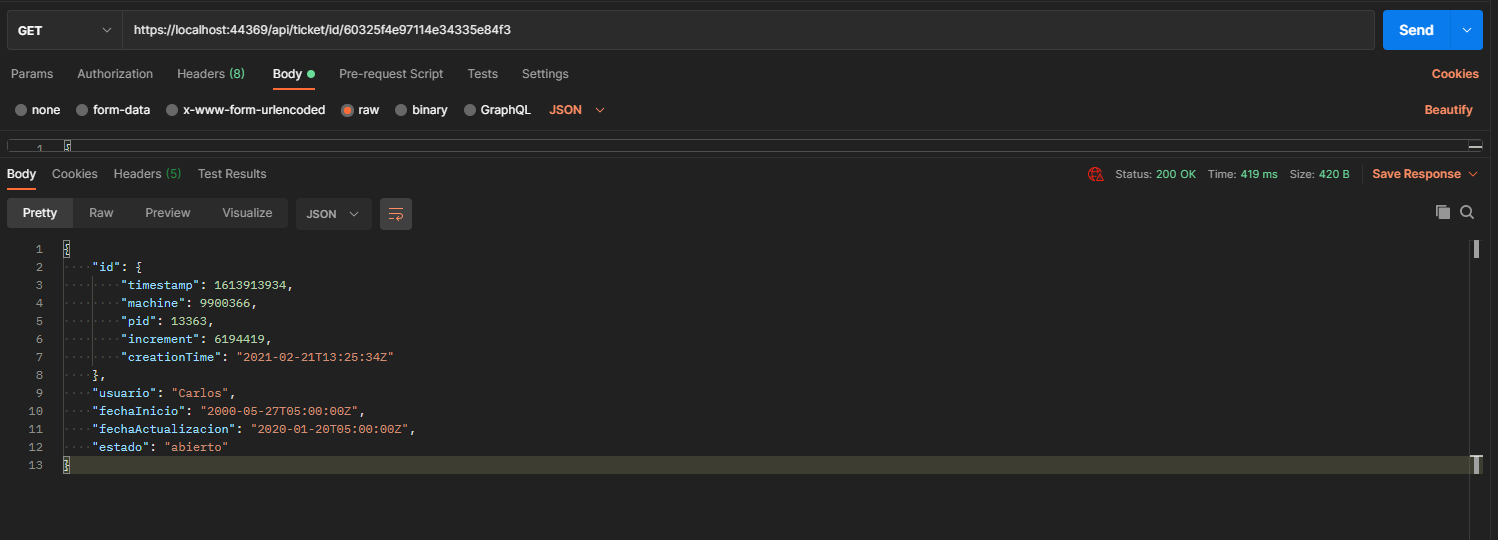 GET https://localhost:44369/api/ticket/id/60325f4e97114e34335e84f3 Send
Params Authorization Headers (8) Body Pre-request Script Tests Settings Cookies
none form-data x-www-form-urlencoded raw binary GraphQL JSON Beautify
1 {
Body Cookies Headers (5) Test Results Status: 200 OK Time: 419 ms Size: 420 B Save Response
Pretty Raw Preview Visualize JSON
1 {
2 "id": {
3 "timestamp": 1613913934,
4 "machine": 9900366,
5 "pid": 13363,
6 "increment": 6194419,
7 "creationTime": "2021-02-21T13:25:34Z"
8 },
9 "usuario": "Carlos",
10 "fechaInicio": "2000-05-27T05:00:00Z",
11 "fechaActualizacion": "2020-01-20T05:00:00Z",
12 "estado": "abierto"
13 }